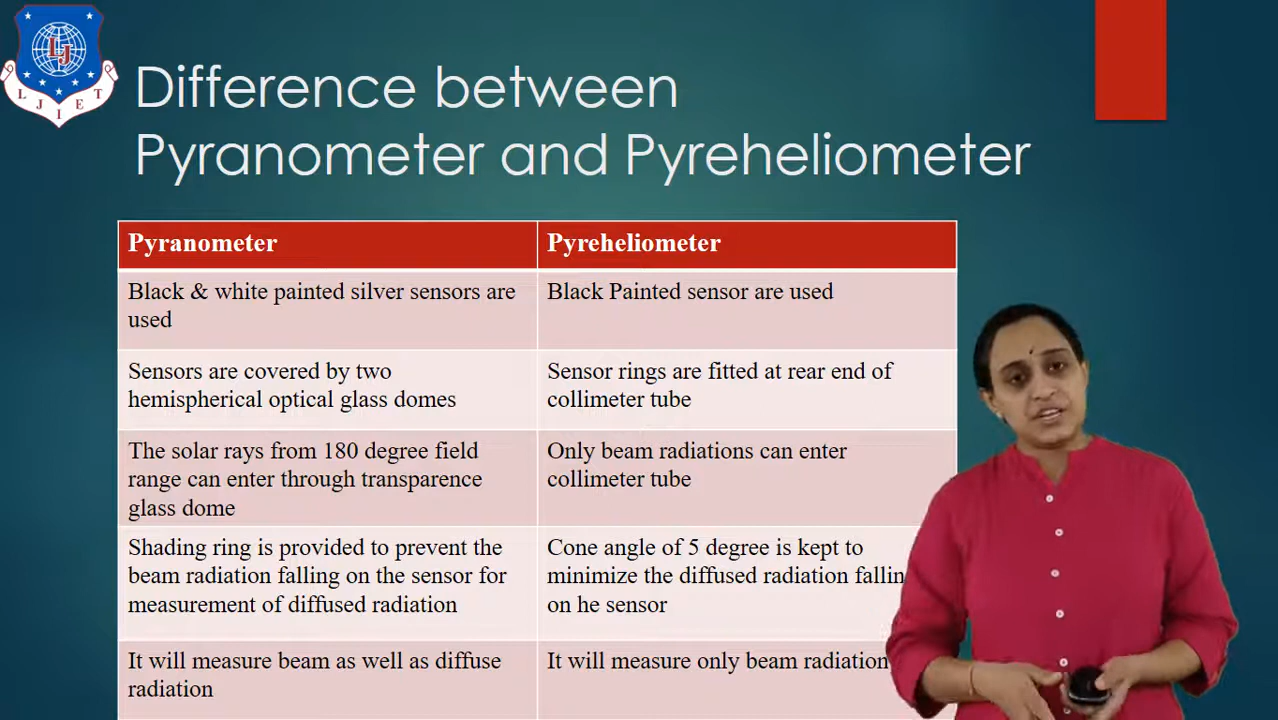 LJ
LJIET
Difference between
Pyranometer and Pyreheliometer
Pyranometer
Pyreheliometer
Black & white painted silver sensors are
used
Black Painted sensor are used
Sensors are covered by two
hemispherical optical glass domes
Sensor rings are fitted at rear end of
collimeter tube
The solar rays from 180 degree field
range can enter through transparence
glass dome
Only beam radiations can enter
collimeter tube
Shading ring is provided to prevent the
beam radiation falling on the sensor for
measurement of diffused radiation
Cone angle of 5 degree is kept to
minimize the diffused radiation fallin
on he sensor
It will measure beam as well as diffuse
radiation
It will measure only beam radiation